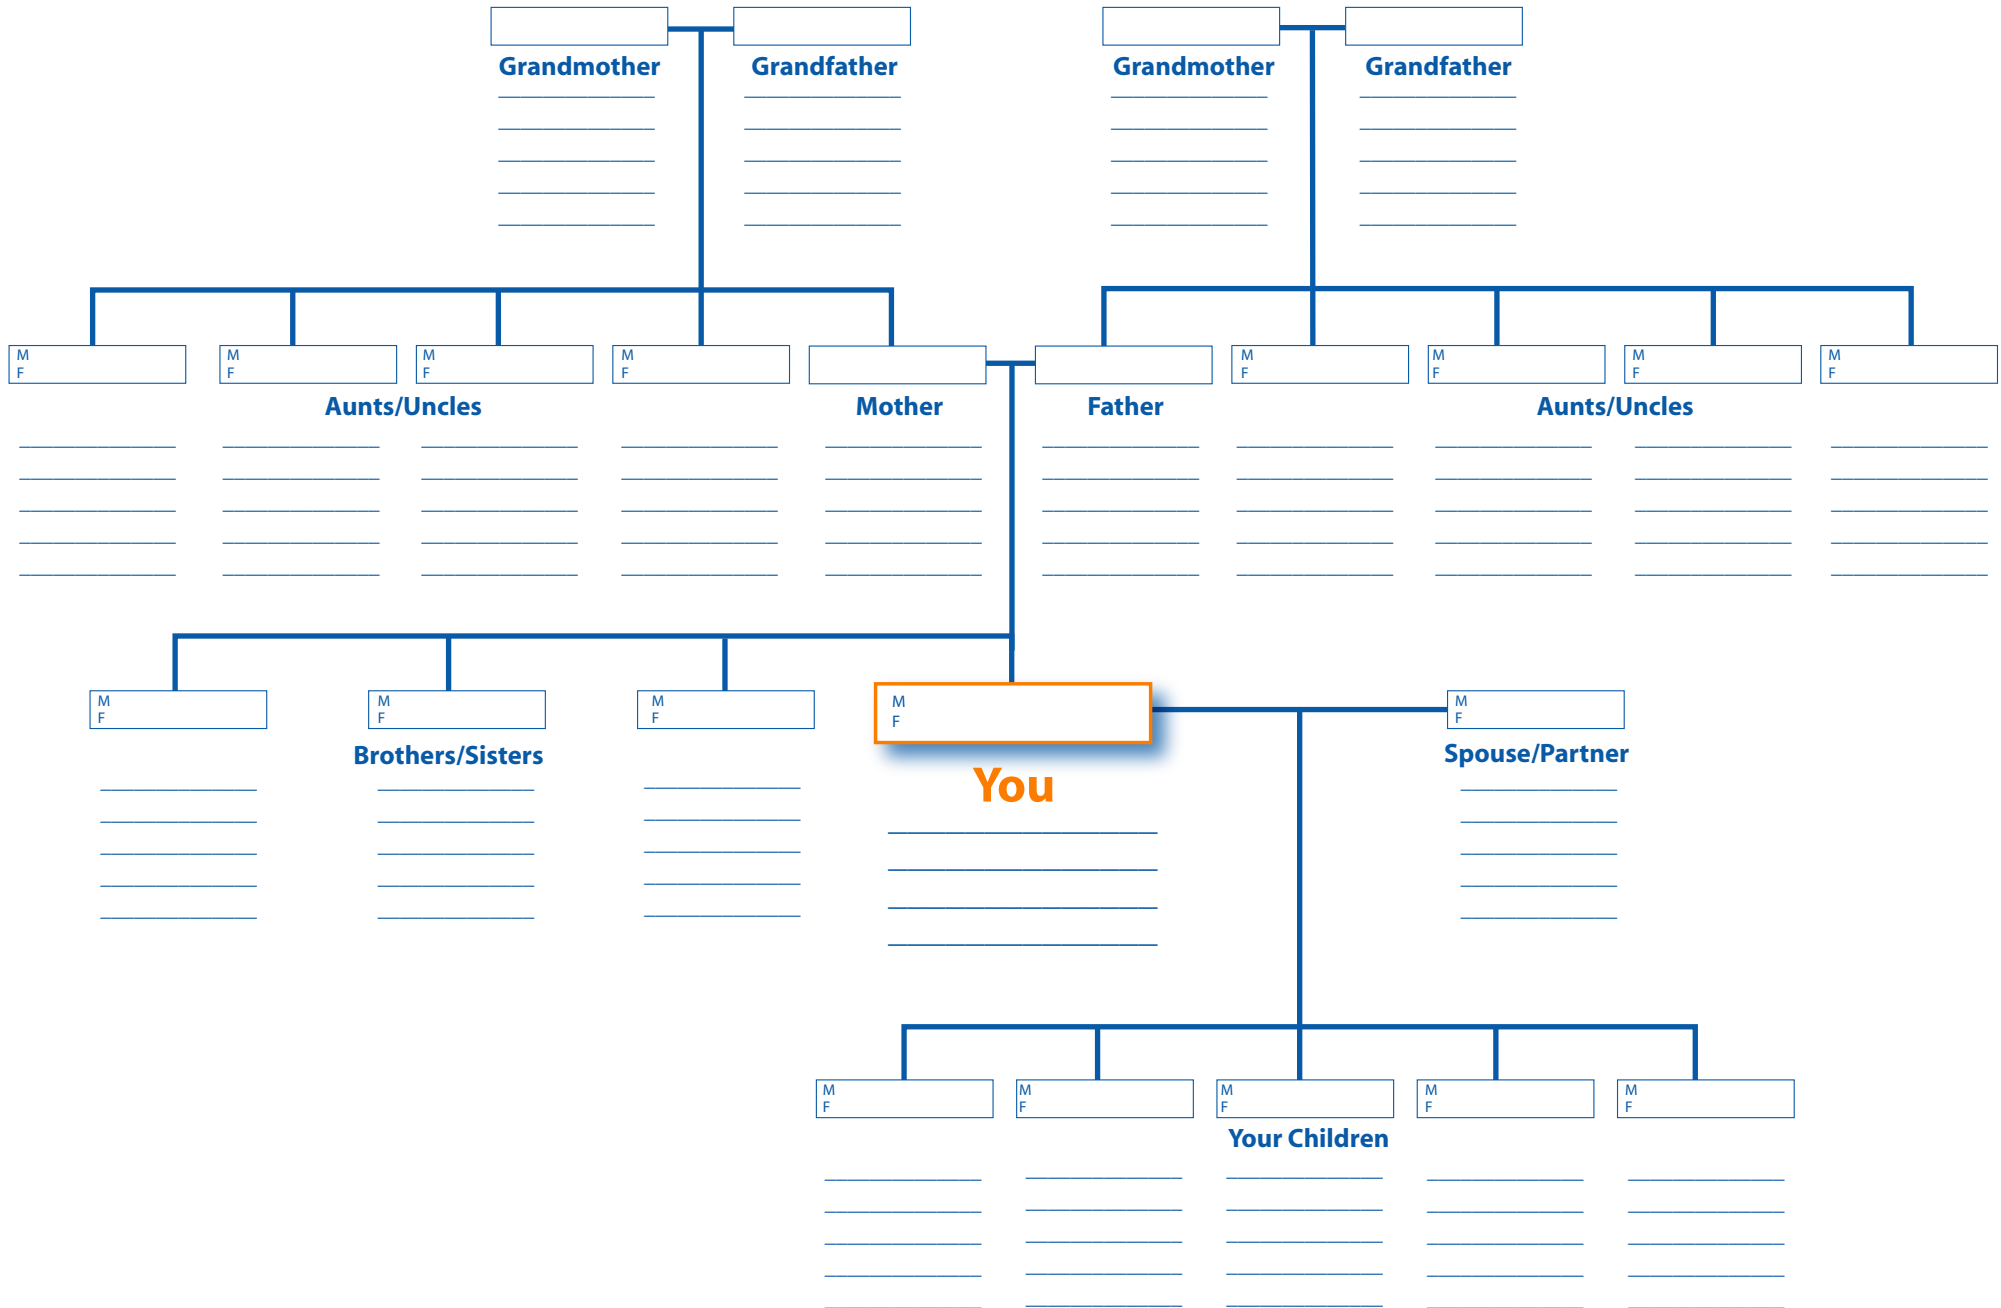 Grandmother Grandfather Grandmother Grandfather
M M M M M M M M
F F F F F F F F
Aunts/Uncles Mother Father Aunts/Uncles
M M M M M
F F F F F
Brothers/Sisters You Spouse/Partner
M M M M M
F F F F F
Your Children